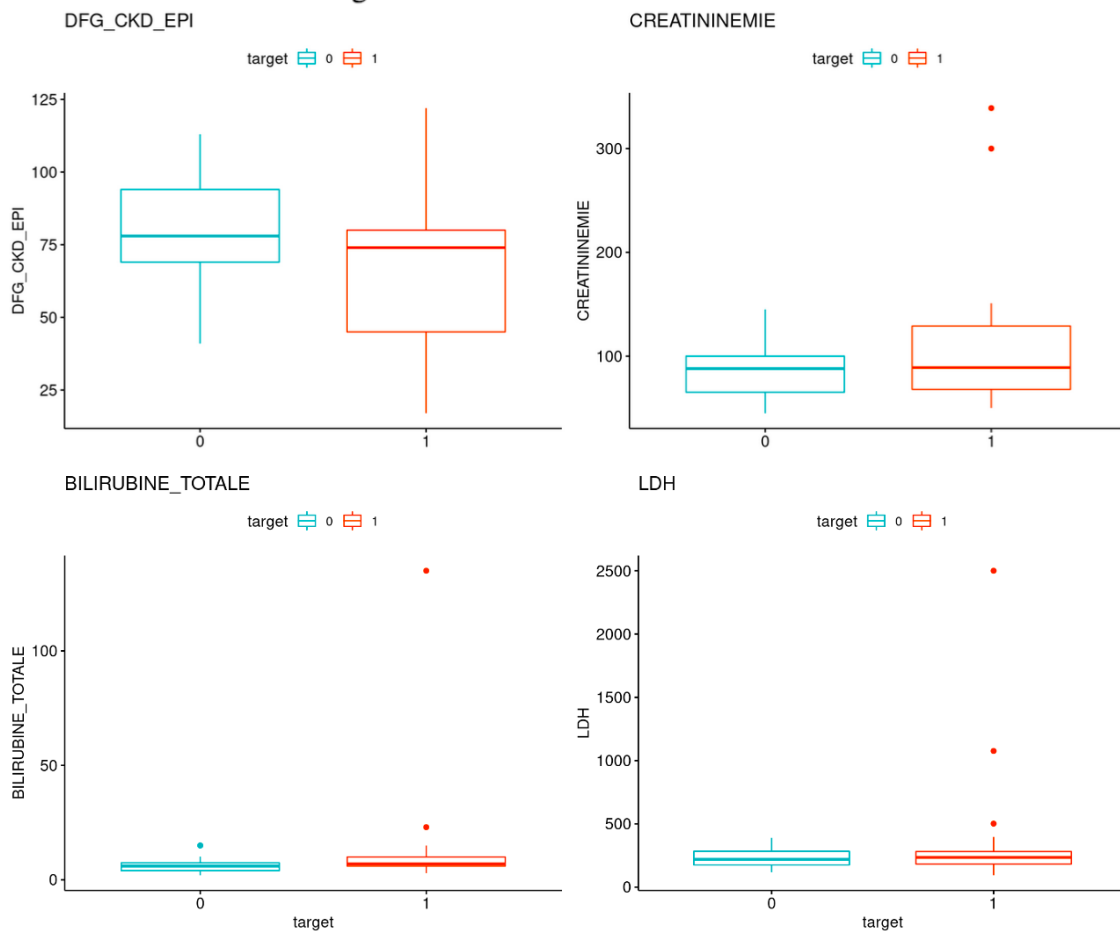 DFG_CKD_EPI
target 0 1
125
100
75
50
25
DFG_CKD_EPI
0 1
CREATININEMIE
target 0 1
300
200
100
CREATININEMIE
0 1
BILIRUBINE_TOTALE
target 0 1
100
50
0
BILIRUBINE_TOTALE
0 1
target
LDH
target 0 1
2500
2000
1500
1000
500
0
LDH
0 1
target